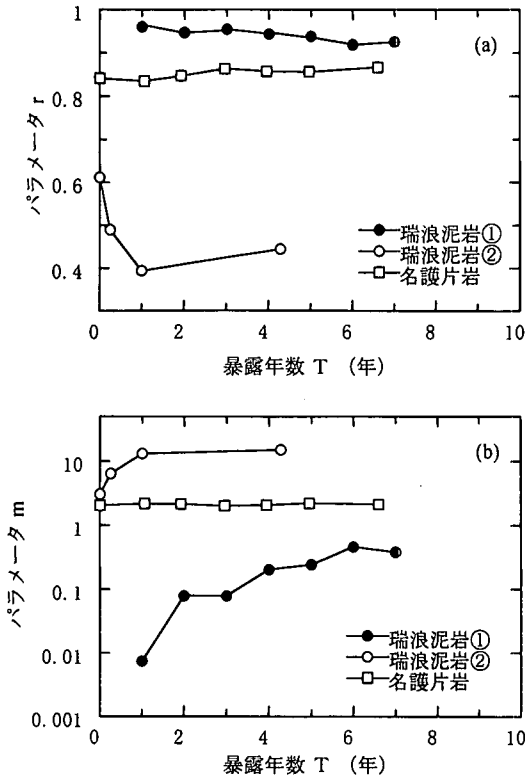 1
(a)
0.8
パラメータ r
0.6
0.4
瑞浪泥岩①
瑞浪泥岩②
名護片岩
0 2 4 6 8 10
暴露年数 T (年)
(b)
10
1
パラメータ m
0.1
0.01
0.001
瑞浪泥岩①
瑞浪泥岩②
名護片岩
0 2 4 6 8 10
暴露年数 T (年)